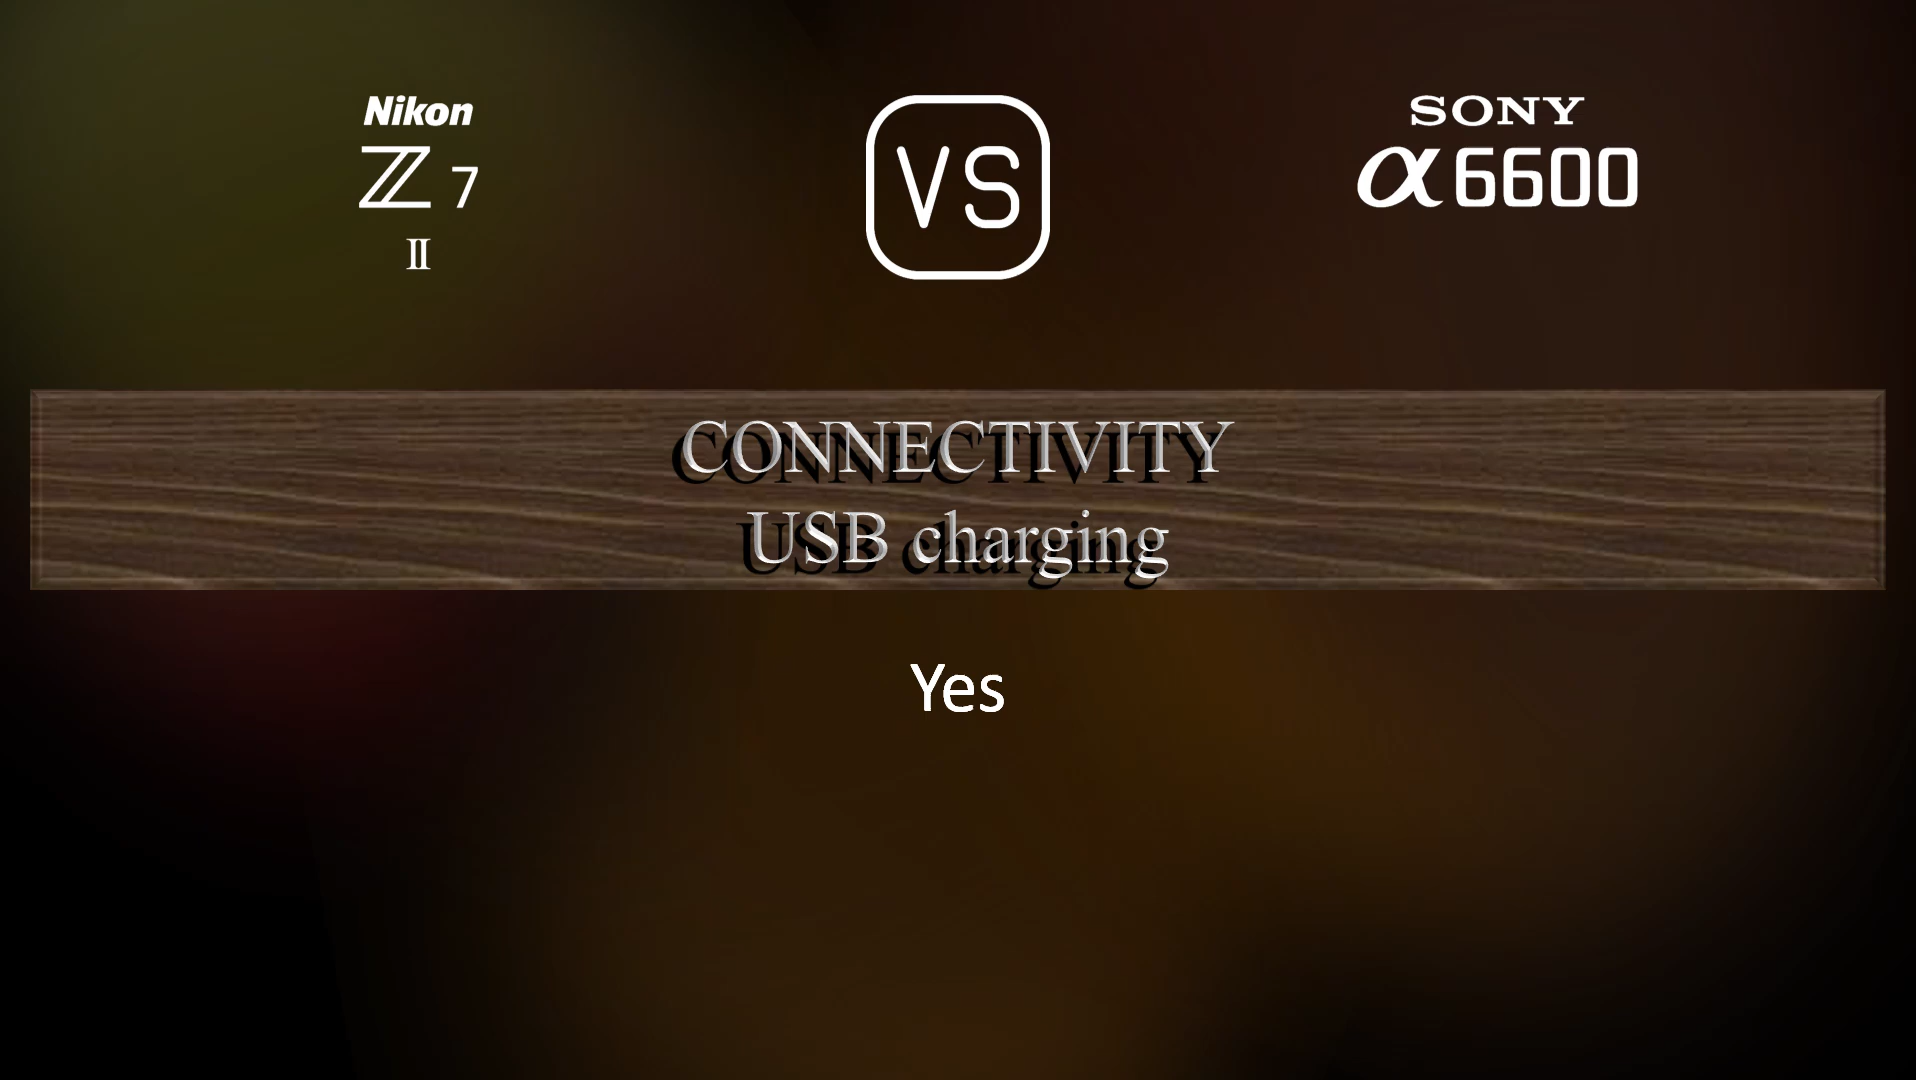 Nikon
Z 7
II
VS
SONY
α6600
CONNECTIVITY
USB charging
Yes